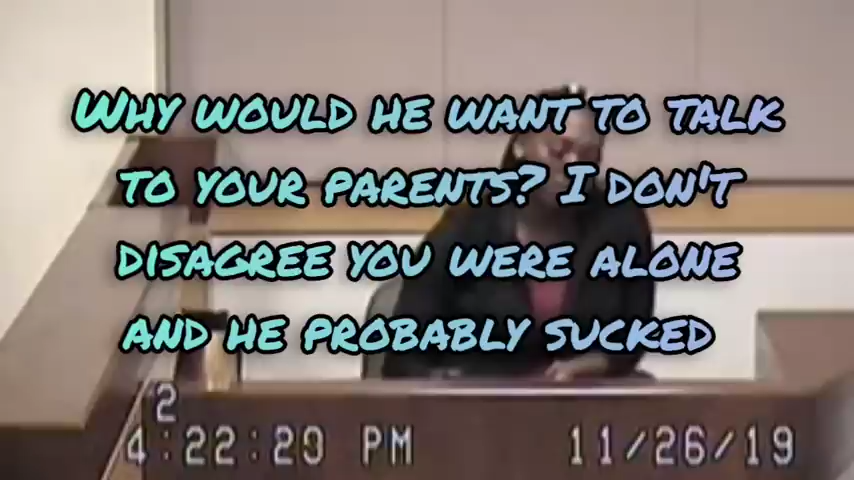 Why would he want to talk
to your parents? I don't
disagree you were alone
and he probably sucked
2
4:22:29 PM 11/26/19